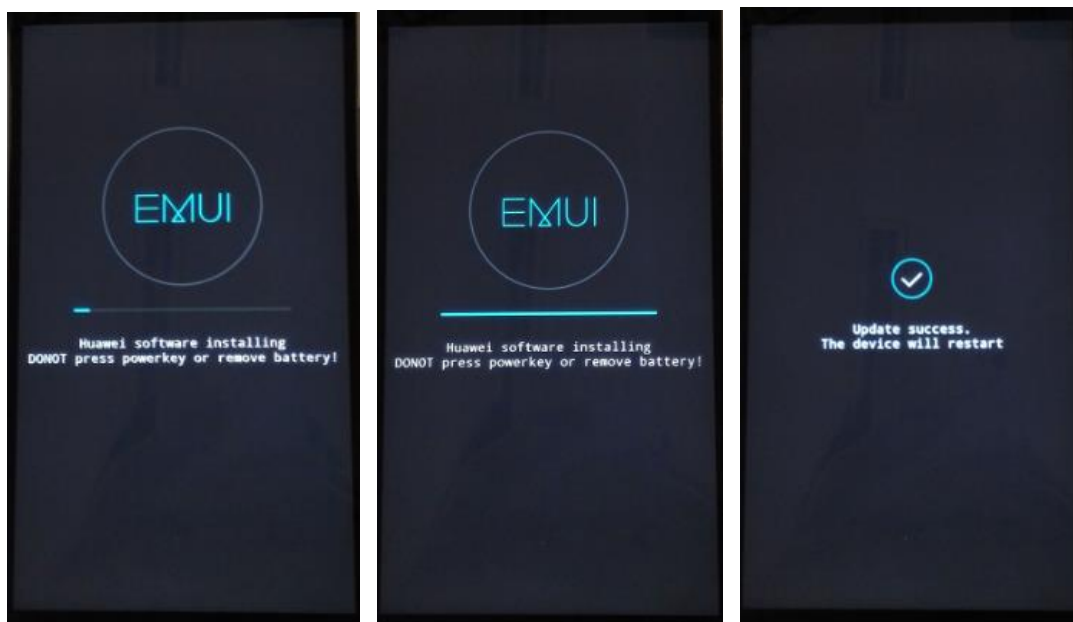 EMUI
Huawei software installing
DONOT press powerkey or remove battery!
EMUI
Huawei software installing
DONOT press powerkey or remove battery!
Update success.
The device will restart